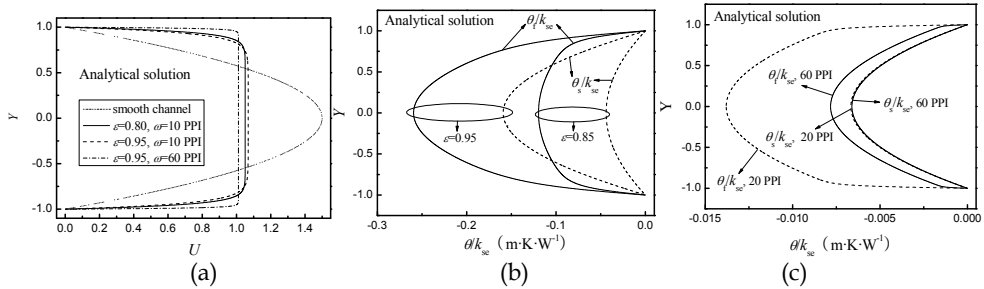 Analytical solution
smooth channel
ε=0.80, ω=10 PPI
ε=0.95, ω=10 PPI
ε=0.95, ω=60 PPI
Y
1.0
0.5
0.0
-0.5
-1.0
0.0 0.2 0.4 0.6 0.8 1.0 1.2 1.4
U
(a)
Analytical solution
θf/kse
θs/kse
ε=0.95
ε=0.85
Y
1.0
0.5
0.0
-0.5
-1.0
-0.3 -0.2 -0.1 0.0
θ/kse (m·K·W-1)
(b)
Analytical solution
θf/kse, 60 PPI
θs/kse, 60 PPI
θs/kse, 20 PPI
θf/kse, 20 PPI
Y
1.0
0.5
0.0
-0.5
-1.0
-0.015 -0.010 -0.005 0.000
θ/kse (m·K·W-1)
(c)